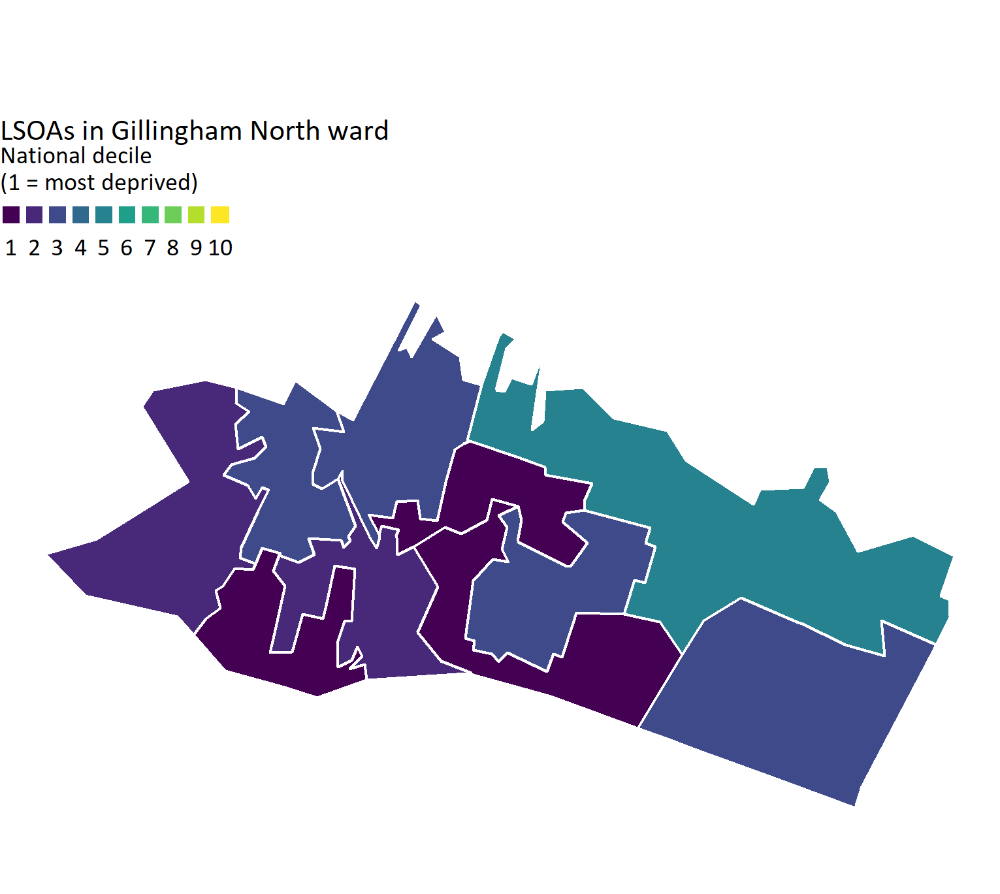 LSOAs in Gillingham North ward
National decile
(1 = most deprived)
1 2 3 4 5 6 7 8 9 10